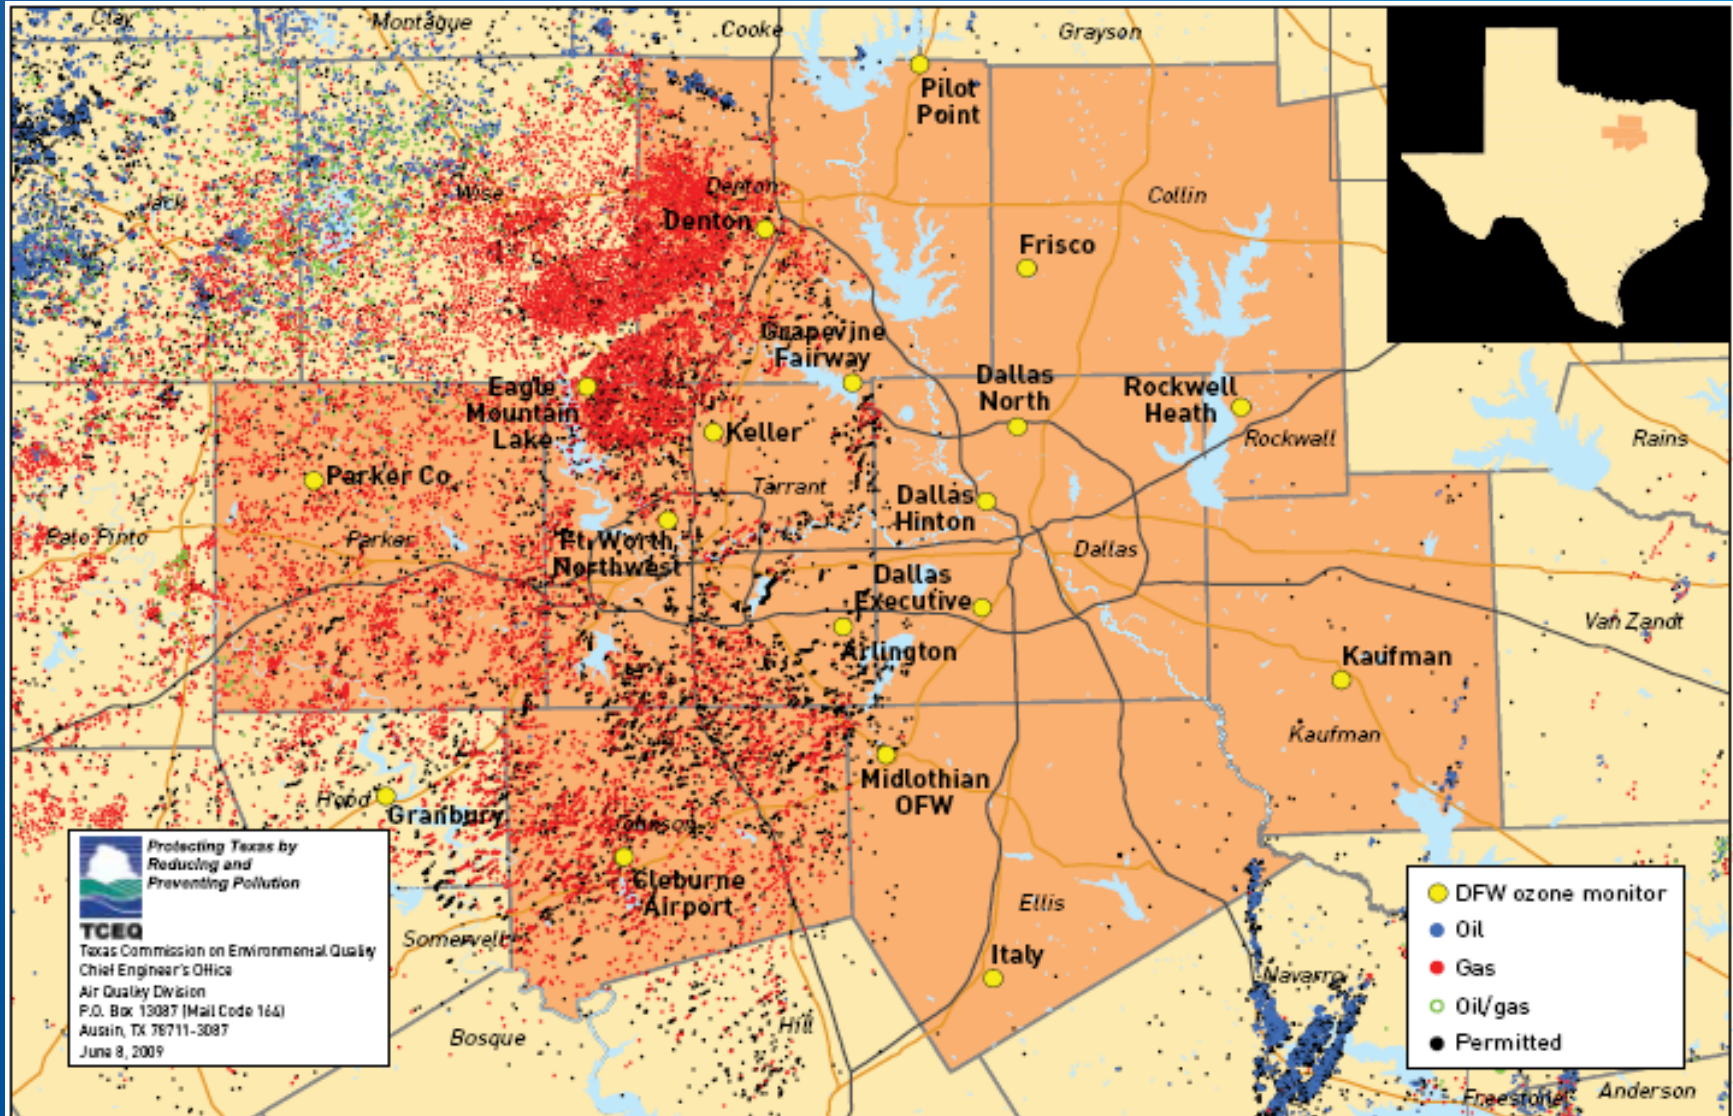 Clay
Montague
Cooke
Grayson
Pilot
Point
Jack
Wise
Denton
Denton
Collin
Frisco
Grapevine
Fairway
Eagle
Mountain
Lake
Keller
Dallas
North
Rockwell
Heath
Rockwall
Rains
Parker Co.
Tarrant
Dallas
Hinton
Palo Pinto
Parker
Ft. Worth
Northwest
Dallas
Dallas
Executive
Arlington
Van Zandt
Kaufman
Kaufman
Midlothian
OFW
Hood
Granbury
Johnson
Cleburne
Airport
Ellis
Somervell
Italy
Navarro
Bosque
Hill
Freestone
Anderson
Protecting Texas by
Reducing and
Preventing Pollution
TCEQ
Texas Commission on Environmental Quality
Chief Engineer's Office
Air Quality Division
P.O. Box 13087 (Mail Code 164)
Austin, TX 78711-3087
June 8, 2009
DFW ozone monitor
Oil
Gas
Oil/gas
Permitted